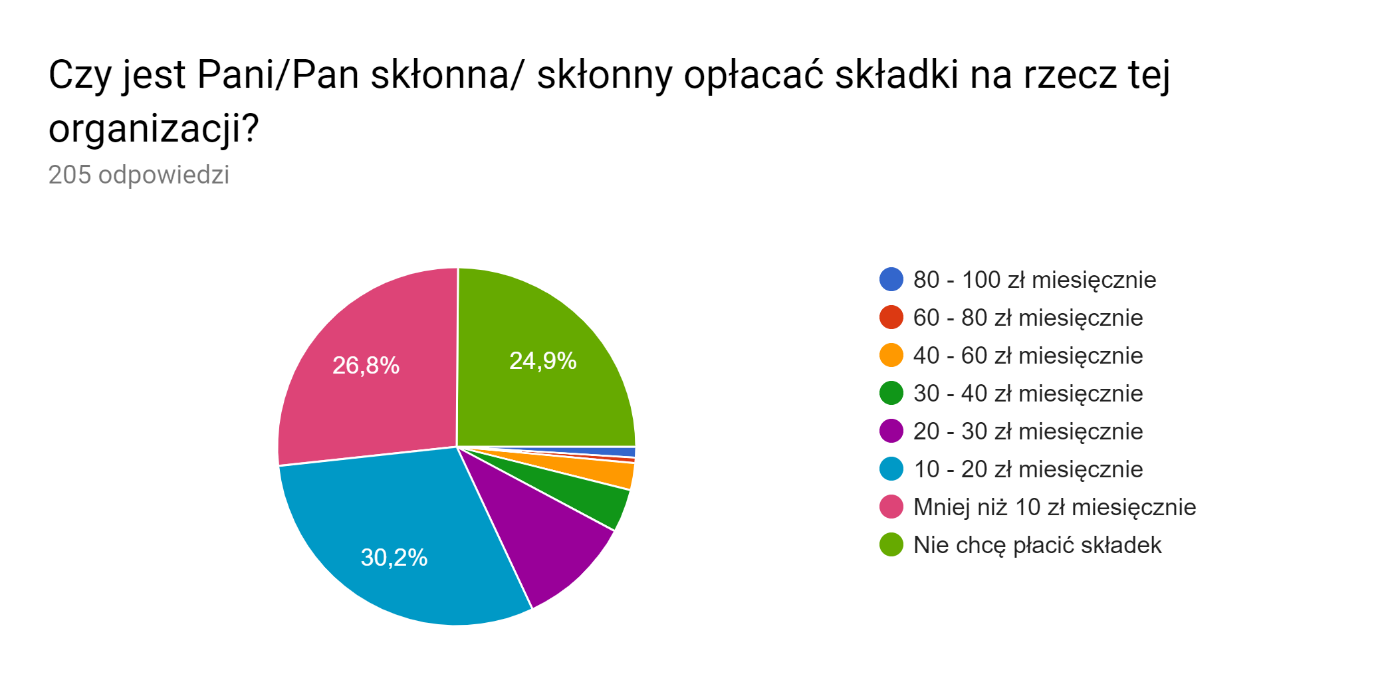 Czy jest Pani/Pan skłonna/ skłonny opłacać składki na rzecz tej
organizacji?
205 odpowiedzi
26,8%
24,9%
30,2%
80 - 100 zł miesięcznie
60 - 80 zł miesięcznie
40 - 60 zł miesięcznie
30 - 40 zł miesięcznie
20 - 30 zł miesięcznie
10 - 20 zł miesięcznie
Mniej niż 10 zł miesięcznie
Nie chcę płacić składek